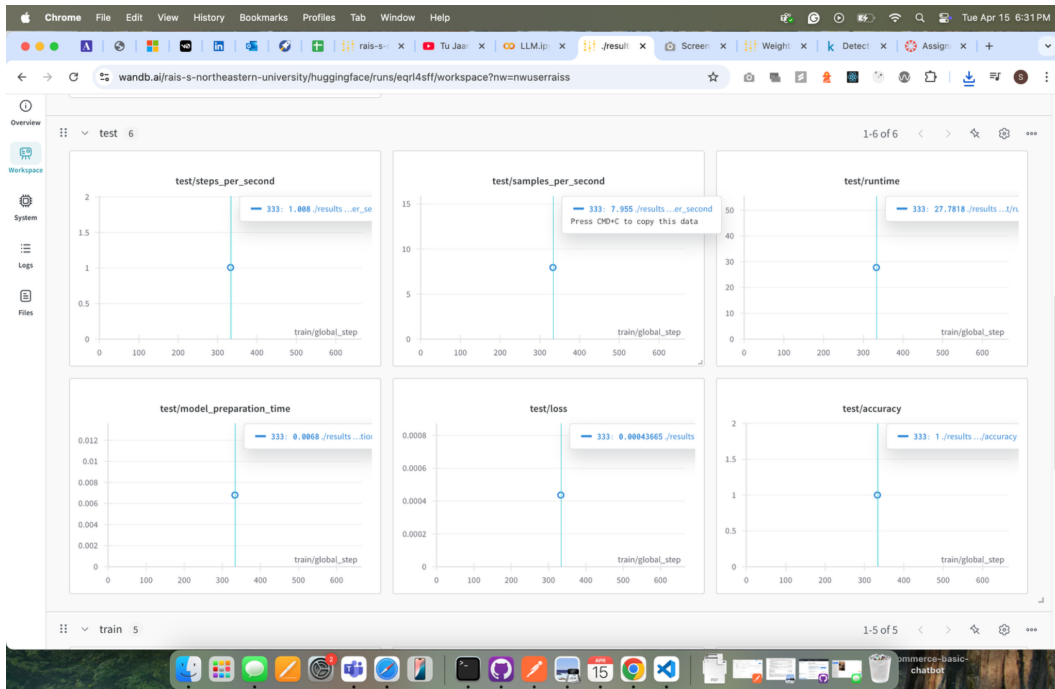 Chrome File Edit View History Bookmarks Profiles Tab Window Help Tue Apr 15 6:31 PM
rais-s- Tu Jaan LLM.ip ./result Screen Weight Detect Assign
wandb.ai/rais-s-northeastern-university/huggingface/runs/eqrl4sff/workspace?nw=nwuserraiss
Overview
Workspace
System
Logs
Files
test 6 1-6 of 6
test/steps_per_second
333: 1.008 ./results ...er_se
2
1.5
1
0.5
0
train/global_step
0 100 200 300 400 500 600
test/samples_per_second
333: 7.955 ./results ...er_second
Press CMD+C to copy this data
15
10
5
0
train/global_step
0 100 200 300 400 500 600
test/runtime
333: 27.7818 ./results ...t/ru
50
40
30
20
10
0
train/global_step
0 100 200 300 400 500 600
test/model_preparation_time
333: 0.0068 ./results ...tion
0.012
0.01
0.008
0.006
0.004
0.002
0
train/global_step
0 100 200 300 400 500 600
test/loss
333: 0.00043665 ./results
0.0008
0.0006
0.0004
0.0002
0
train/global_step
0 100 200 300 400 500 600
test/accuracy
333: 1 ./results .../accuracy
2
1.5
1
0.5
0
train/global_step
0 100 200 300 400 500 600
train 5 1-5 of 5
ommerce-basic-
chatbot
2
APR
15